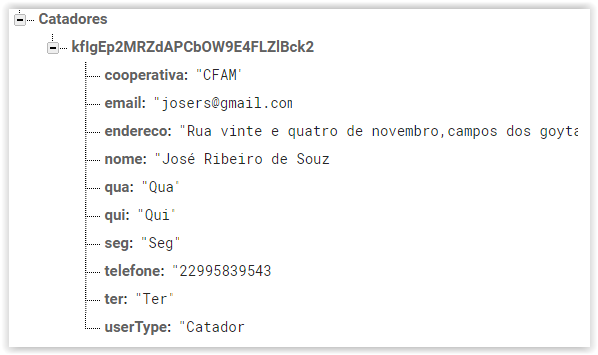 Catadores
kfIgEp2MRZdAPCbOW9E4FLZlBck2
cooperativa: "CFAM"
email: "josers@gmail.com
endereco: "Rua vinte e quatro de novembro,campos dos goyta
nome: "José Ribeiro de Souz
qua: "Qua"
qui: "Qui"
seg: "Seg"
telefone: "22995839543
ter: "Ter"
userType: "Catador